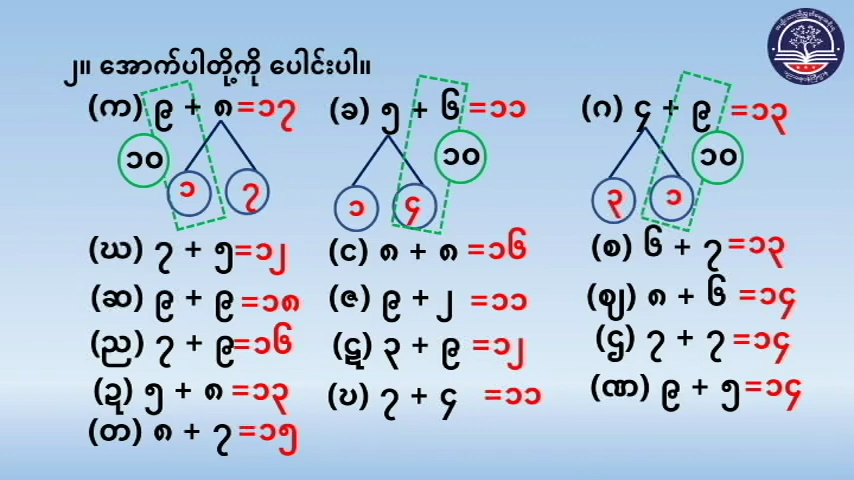 ၂။ အောက်ပါတို့ကို ပေါင်းပါ။
(က) ၉ + ၈ =၁၇ (ခ) ၅ + ၆ =၁၁ (ဂ) ၄ + ၉ =၁၃
၁၀ ၁၀ ၁၀
၁ ၇ ၁ ၄ ၃ ၁
(ဃ) ၇ + ၅ =၁၂ (င) ၈ + ၈ =၁၆ (စ) ၆ + ၇ =၁၃
(ဆ) ၉ + ၉ =၁၈ (ဇ) ၉ + ၂ =၁၁ (ဈ) ၈ + ၆ =၁၄
(ည) ၇ + ၉ =၁၆ (ဋ) ၃ + ၉ =၁၂ (ဌ) ၇ + ၇ =၁၄
(ဍ) ၅ + ၈ =၁၃ (ဎ) ၇ + ၄ =၁၁ (ဏ) ၉ + ၅ =၁၄
(တ) ၈ + ၇ =၁၅